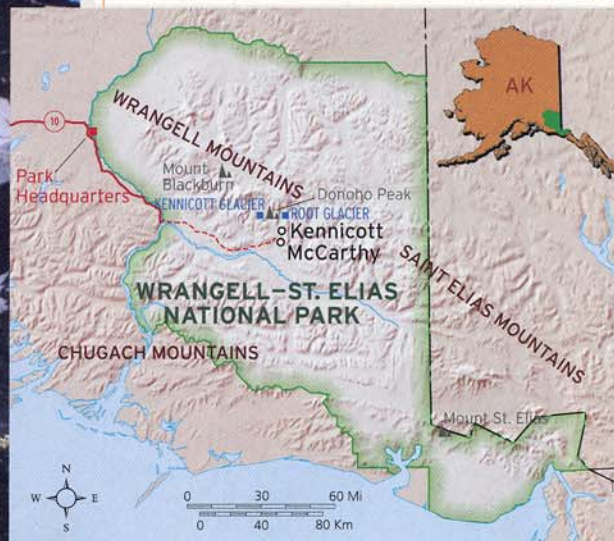 AK
WRANGELL MOUNTAINS
10
Park
Headquarters
Mount
Blackburn
KENNICOTT GLACIER
Donoho Peak
ROOT GLACIER
Kennicott
McCarthy
SAINT ELIAS MOUNTAINS
WRANGELL–ST. ELIAS
NATIONAL PARK
CHUGACH MOUNTAINS
Mount St. Elias
N
W E
S
0 30 60 Mi
0 40 80 Km